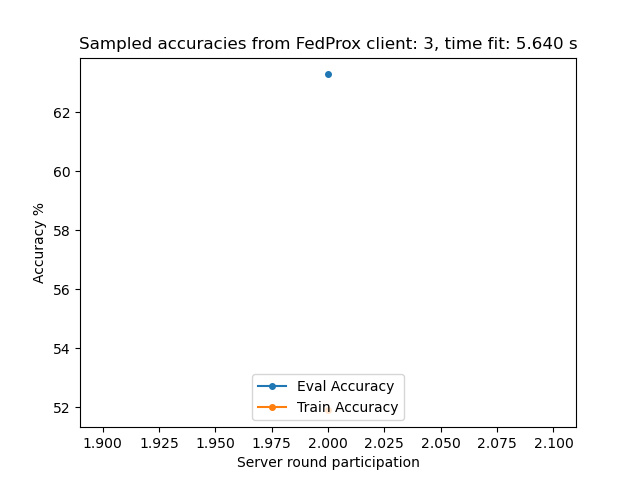 Sampled accuracies from FedProx client: 3, time fit: 5.640 s
62
60
58
56
54
52
Accuracy %
Eval Accuracy
Train Accuracy
1.900 1.925 1.950 1.975 2.000 2.025 2.050 2.075 2.100
Server round participation